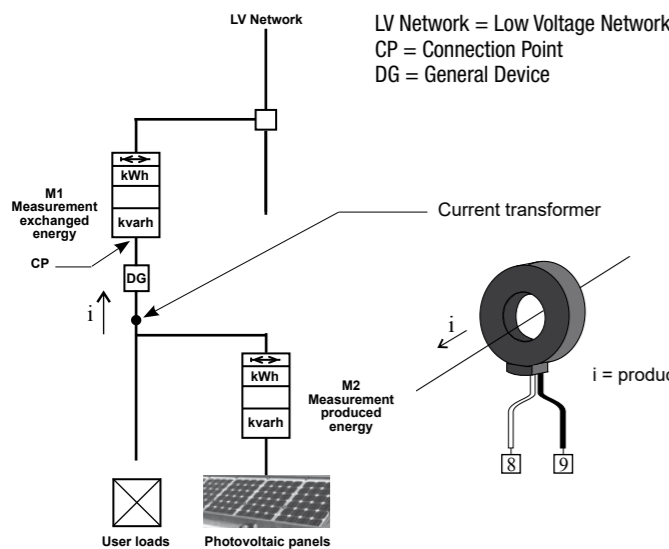 LV Network
LV Network = Low Voltage Network
CP = Connection Point
DG = General Device
kWh
kvarh
M1
Measurement
exchanged
energy
CP
DG
i
Current transformer
kWh
kvarh
M2
Measurement
produced
energy
i
i = produc
8
9
User loads
Photovoltaic panels